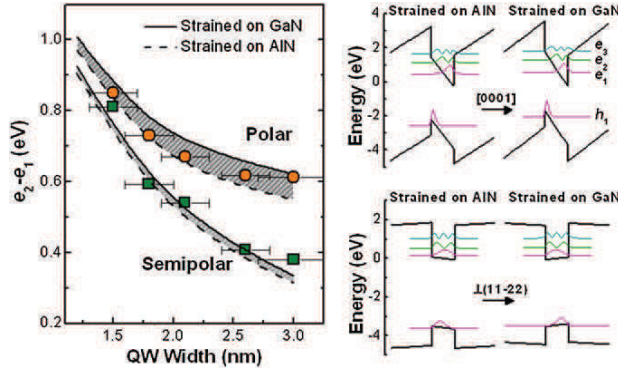 Strained on GaN
Strained on AlN
Polar
Semipolar
1.0
0.8
0.6
0.4
0.2
1.5
2.0
2.5
3.0
e2-e1 (eV)
QW Width (nm)
Strained on AlN
Strained on GaN
4
2
0
-2
-4
Energy (eV)
e3
e2
e1
h1
[0001]
Strained on AlN
Strained on GaN
2
0
-2
-4
Energy (eV)
⊥(11-22)